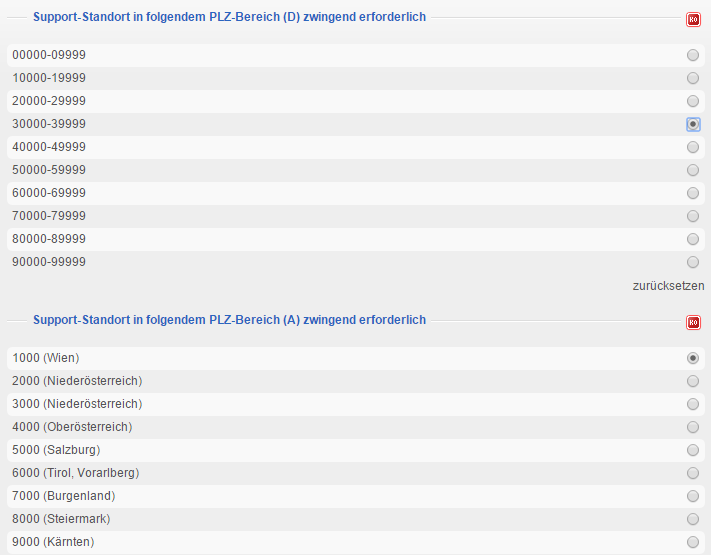 Support-Standort in folgendem PLZ-Bereich (D) zwingend erforderlich
KO
00000-09999
10000-19999
20000-29999
30000-39999
40000-49999
50000-59999
60000-69999
70000-79999
80000-89999
90000-99999
zurücksetzen
Support-Standort in folgendem PLZ-Bereich (A) zwingend erforderlich
KO
1000 (Wien)
2000 (Niederösterreich)
3000 (Niederösterreich)
4000 (Oberösterreich)
5000 (Salzburg)
6000 (Tirol, Vorarlberg)
7000 (Burgenland)
8000 (Steiermark)
9000 (Kärnten)